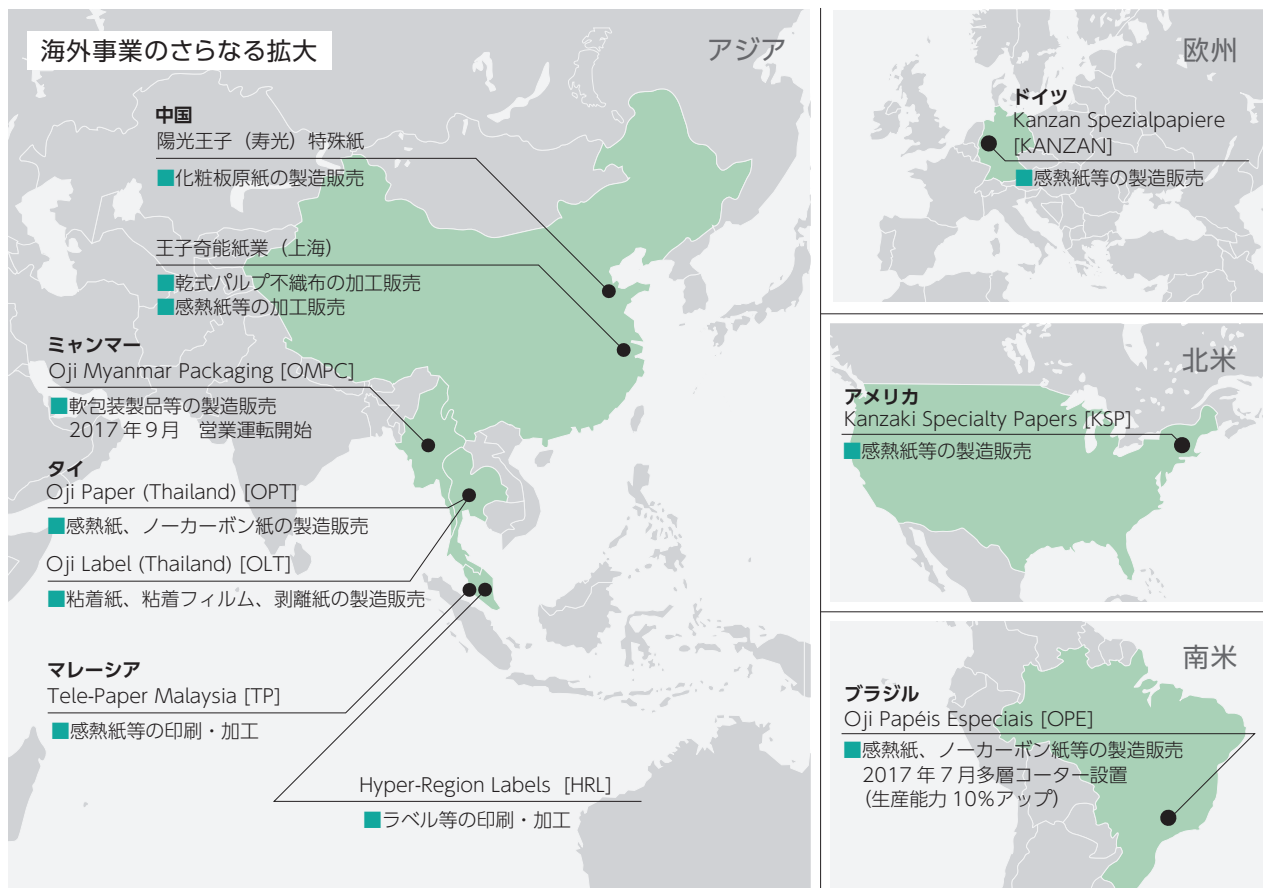 海外事業のさらなる拡大
アジア
中国
陽光王子（寿光）特殊紙
■化粧板原紙の製造販売
王子奇能紙業（上海）
■乾式パルプ不織布の加工販売
■感熱紙等の加工販売
ミャンマー
Oji Myanmar Packaging [OMPC]
■軟包装製品等の製造販売
2017年9月　営業運転開始
タイ
Oji Paper (Thailand) [OPT]
■感熱紙、ノーカーボン紙の製造販売
Oji Label (Thailand) [OLT]
■粘着紙、粘着フィルム、剥離紙の製造販売
マレーシア
Tele-Paper Malaysia [TP]
■感熱紙等の印刷・加工
Hyper-Region Labels [HRL]
■ラベル等の印刷・加工
欧州
ドイツ
Kanzan Spezialpapiere
[KANZAN]
■感熱紙等の製造販売
北米
アメリカ
Kanzaki Specialty Papers [KSP]
■感熱紙等の製造販売
南米
ブラジル
Oji Papéis Especiais [OPE]
■感熱紙、ノーカーボン紙等の製造販売
2017年7月多層コーター設置
（生産能力10%アップ）